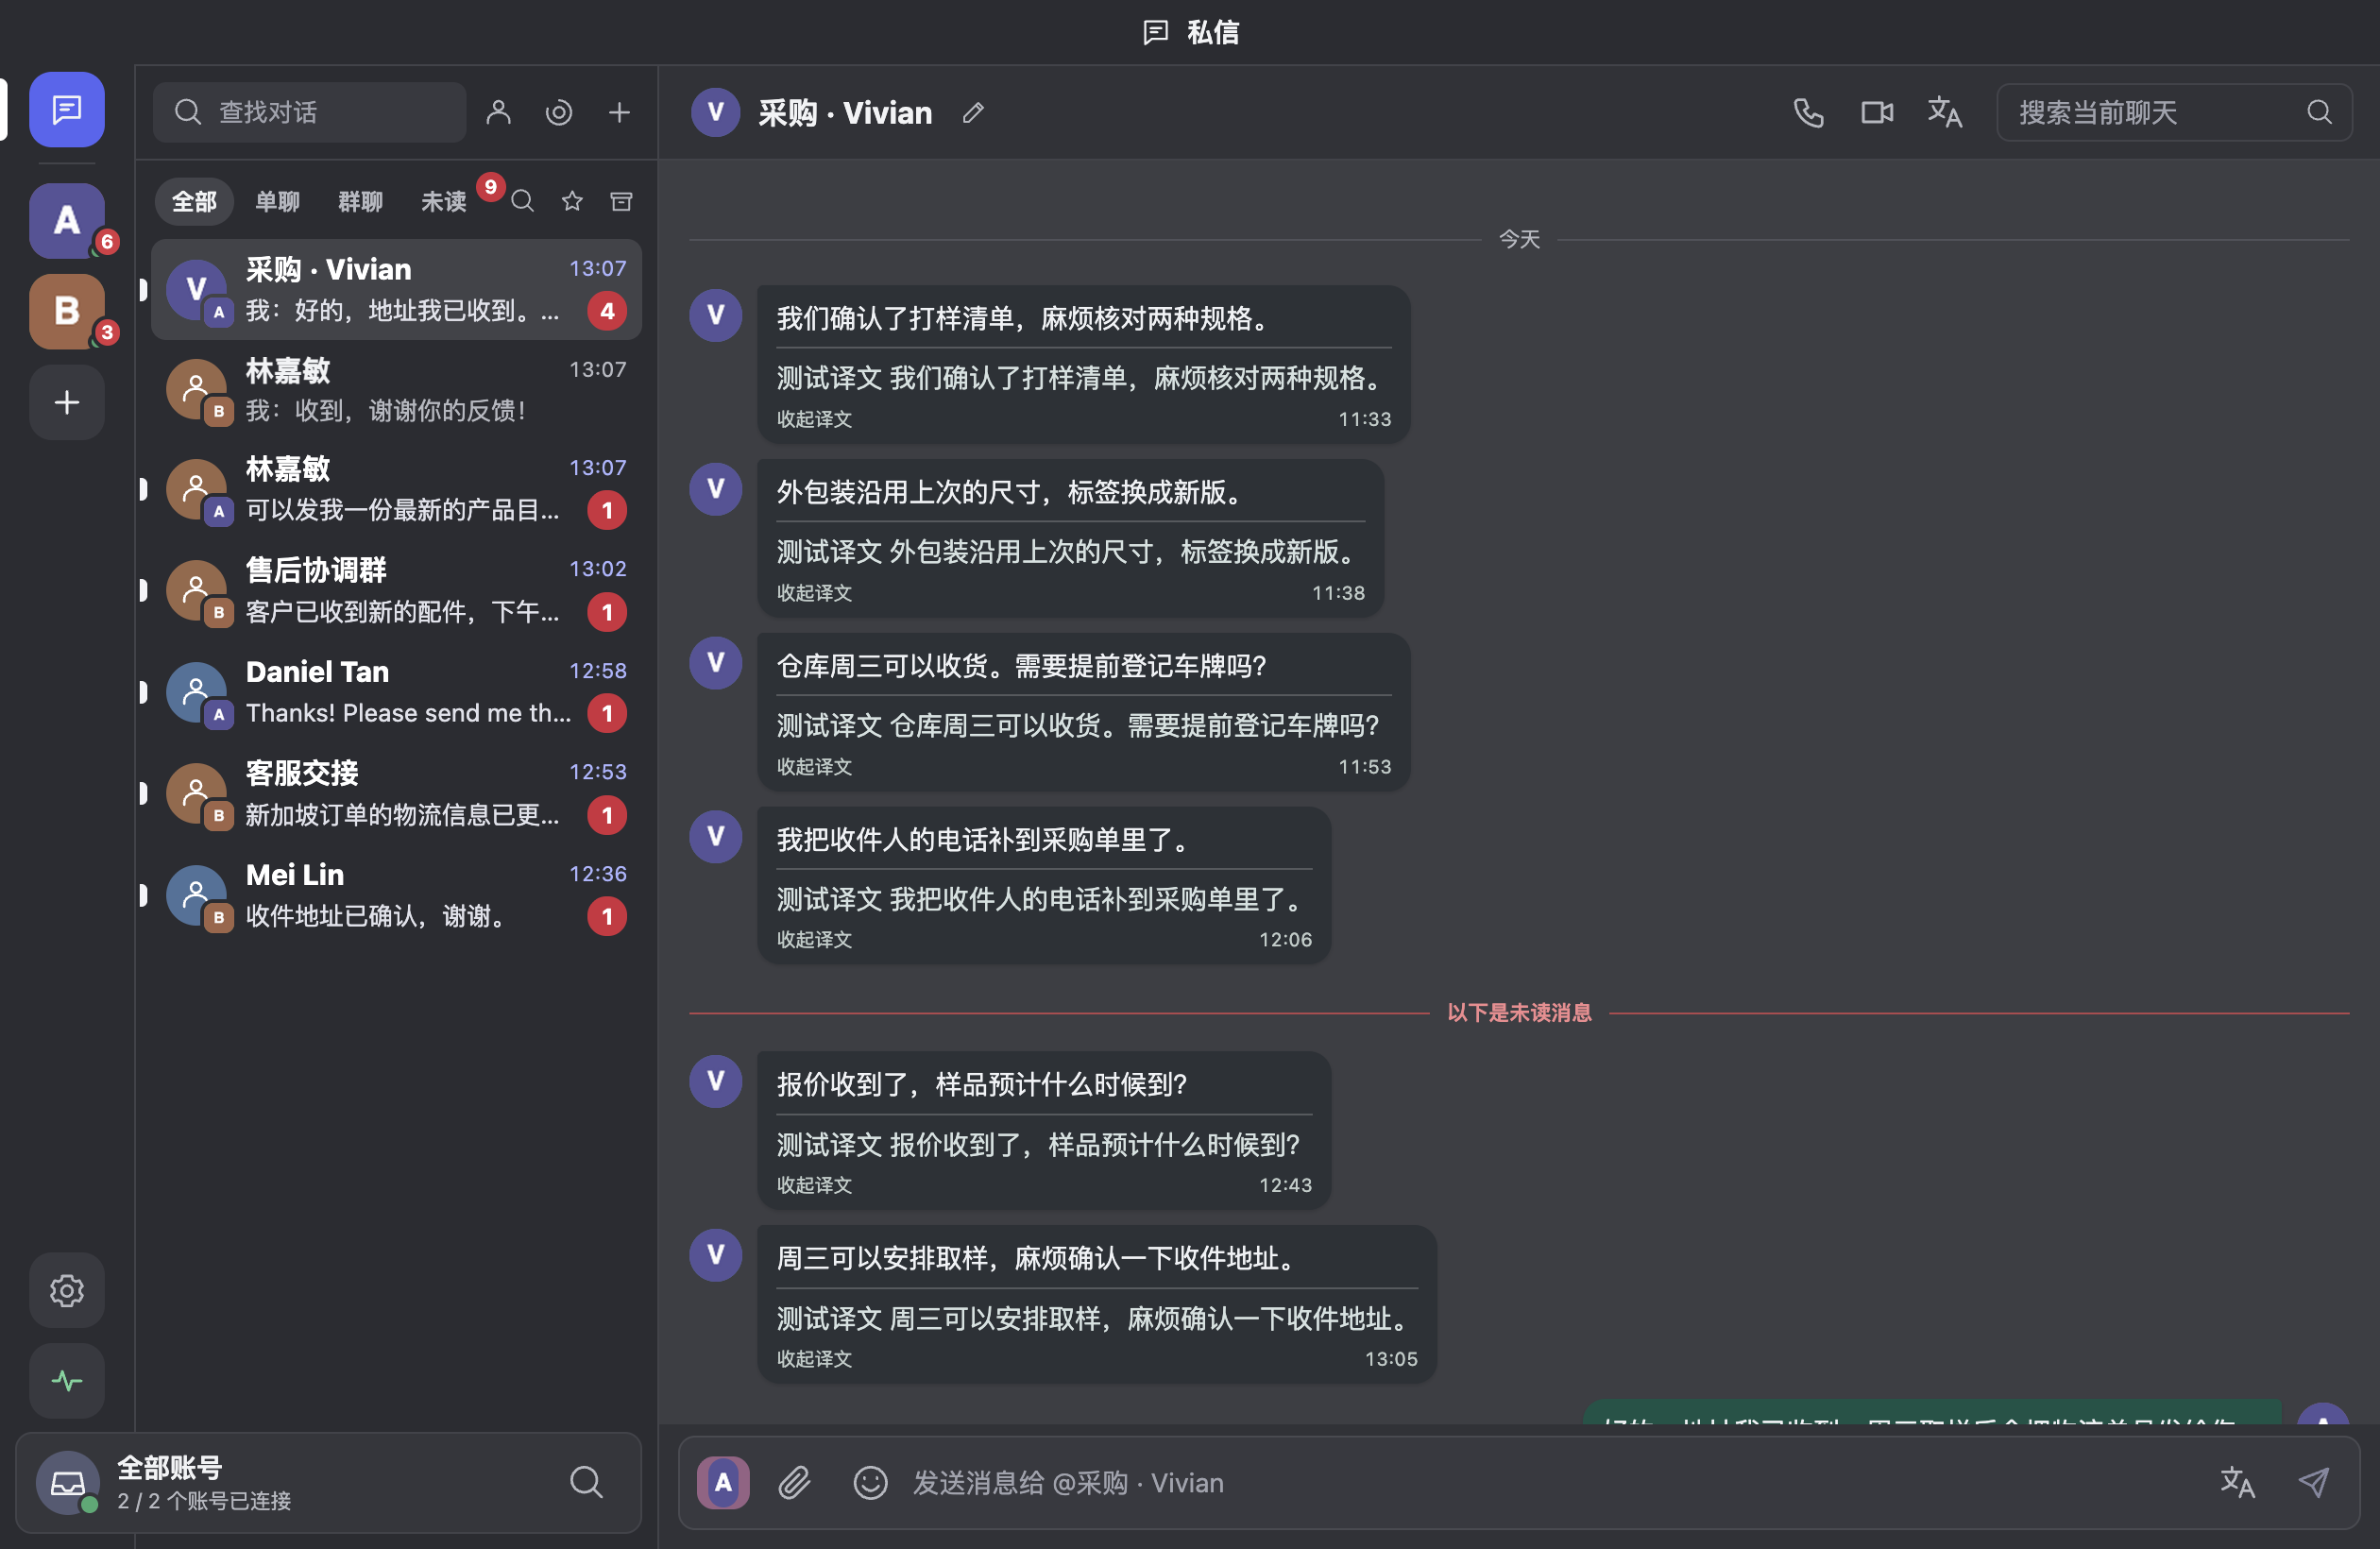 私信
查找对话
A
6
B
3
全部 单聊 群聊 未读 9
V
A
采购 · Vivian 13:07
我：好的，地址我已收到。... 4
B
林嘉敏 13:07
我：收到，谢谢你的反馈！
A
林嘉敏 13:07
可以发我一份最新的产品目... 1
B
售后协调群 13:02
客户已收到新的配件，下午... 1
A
Daniel Tan 12:58
Thanks! Please send me th... 1
B
客服交接 12:53
新加坡订单的物流信息已更... 1
B
Mei Lin 12:36
收件地址已确认，谢谢。 1
全部账号
2 / 2 个账号已连接
V 采购 · Vivian
搜索当前聊天
今天
V
我们确认了打样清单，麻烦核对两种规格。
测试译文 我们确认了打样清单，麻烦核对两种规格。
收起译文 11:33
V
外包装沿用上次的尺寸，标签换成新版。
测试译文 外包装沿用上次的尺寸，标签换成新版。
收起译文 11:38
V
仓库周三可以收货。需要提前登记车牌吗？
测试译文 仓库周三可以收货。需要提前登记车牌吗？
收起译文 11:53
V
我把收件人的电话补到采购单里了。
测试译文 我把收件人的电话补到采购单里了。
收起译文 12:06
以下是未读消息
V
报价收到了，样品预计什么时候到？
测试译文 报价收到了，样品预计什么时候到？
收起译文 12:43
V
周三可以安排取样，麻烦确认一下收件地址。
测试译文 周三可以安排取样，麻烦确认一下收件地址。
收起译文 13:05
A
发送消息给 @采购 · Vivian